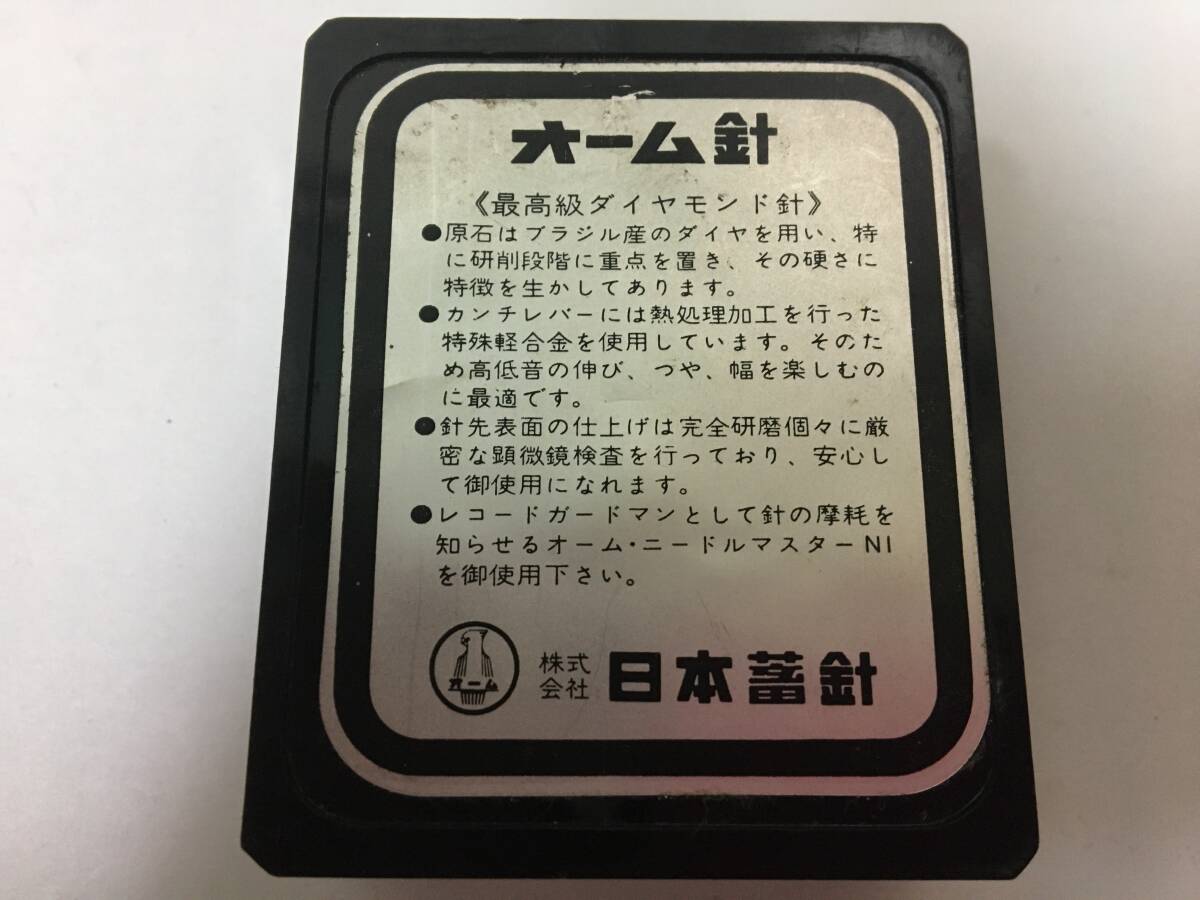 オーム針
《最高級ダイヤモンド針》
●原石はブラジル産のダイヤを用い、特
に研削段階に重点を置き、その硬さに
特徴を生かしてあります。
●カンチレバーには熱処理加工を行った
特殊軽合金を使用しています。そのた
め高低音の伸び、つや、幅を楽しむの
に最適です。
●針先表面の仕上げは完全研磨個々に厳
密な顕微鏡検査を行っており、安心し
て御使用になれます。
●レコードガードマンとして針の摩耗を
知らせるオーム・ニードルマスターNI
を御使用下さい。
オーム
株式
会社 日本蓄針